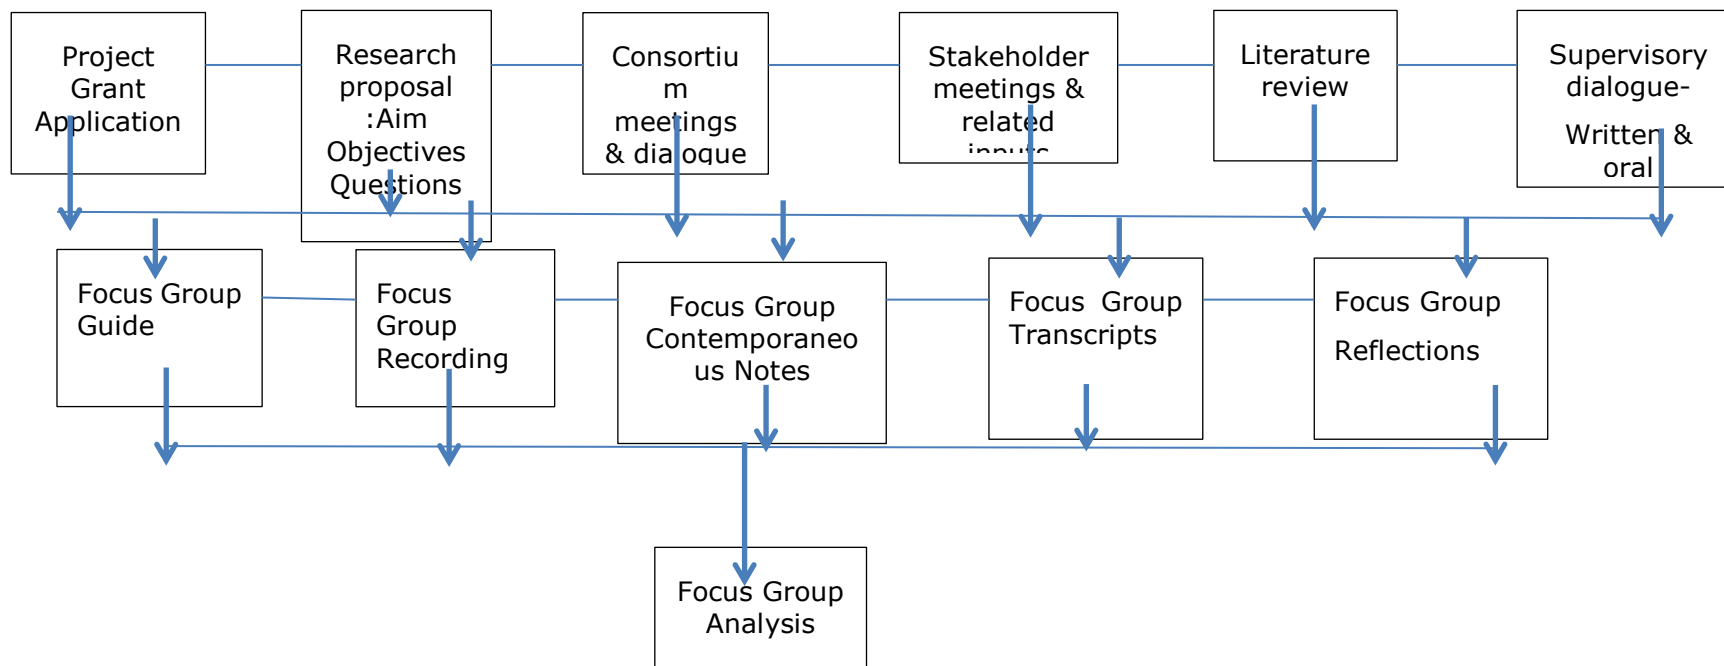 Project
Grant
Application
Research
proposal
:Aim
Objectives
Questions
Consortiu
m
meetings
& dialogue
Stakeholder
meetings &
related
inputs
Literature
review
Supervisory
dialogue-
Written &
oral
Focus Group
Guide
Focus
Group
Recording
Focus Group
Contemporaneo
us Notes
Focus  Group
Transcripts
Focus Group
Reflections
Focus Group
Analysis